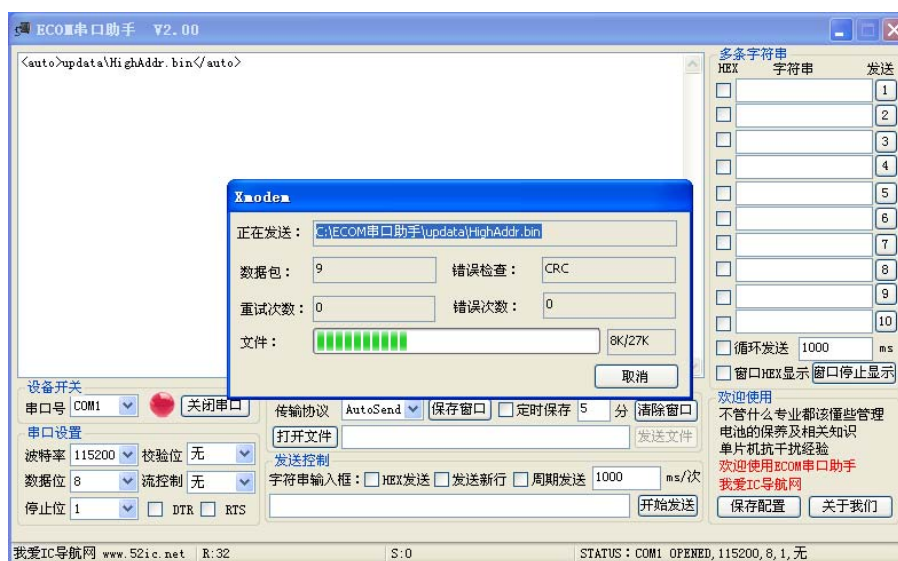 ECOM串口助手 V2.00
<auto>updata\HighAddr.bin</auto>
多条字符串
HEX 字符串 发送
1
2
3
4
5
6
7
8
9
10
循环发送 1000 ms
窗口HEX显示 窗口停止显示
Xmodem
正在发送： C:\ECOM串口助手\updata\HighAddr.bin
数据包： 9 错误检查： CRC
重试次数： 0 错误次数： 0
文件： 8K/27K
取消
设备开关
串口号 COM1 关闭串口
串口设置
波特率 115200 校验位 无
数据位 8 流控制 无
停止位 1 DTR RTS
传输协议 AutoSend 保存窗口 定时保存 5 分 清除窗口
打开文件 发送文件
发送控制
字符串输入框： HEX发送 发送新行 周期发送 1000 ms/次
开始发送
欢迎使用
不管什么专业都该懂些管理
电池的保养及相关知识
单片机抗干扰经验
欢迎使用ECOM串口助手
我爱IC导航网
保存配置 关于我们
我爱IC导航网 www.52ic.net R:32 S:0 STATUS：COM1 OPENED,115200,8,1,无